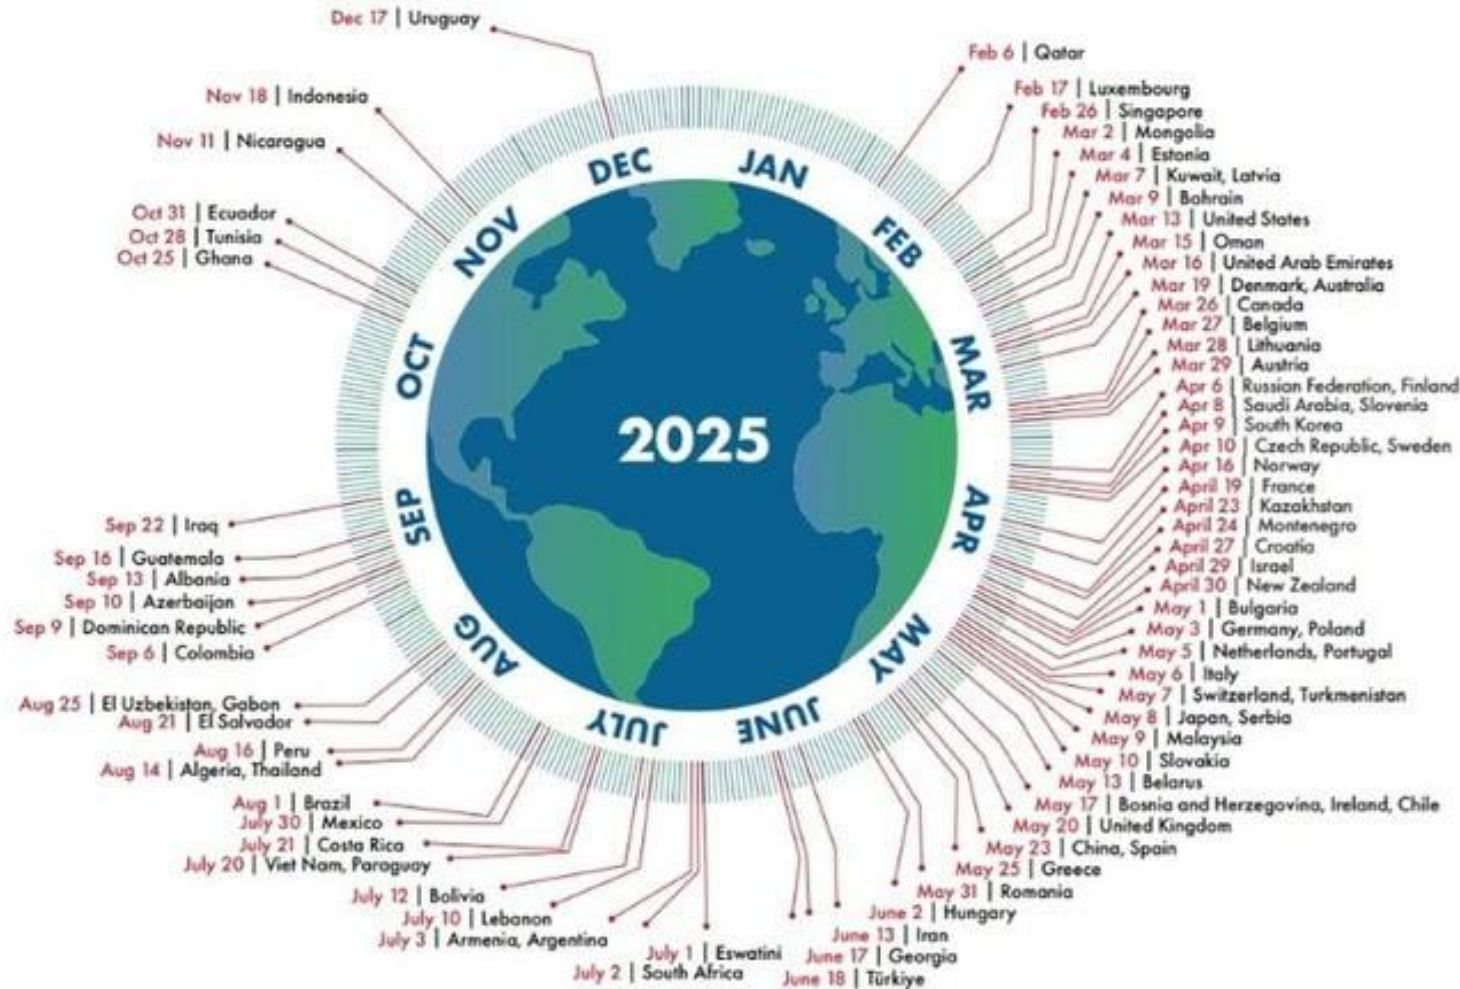 Dec 17 | Uruguay
Nov 18 | Indonesia
Nov 11 | Nicaragua
Oct 31 | Ecuador
Oct 28 | Tunisia
Oct 25 | Ghana
Sep 22 | Iraq
Sep 16 | Guatemala
Sep 13 | Albania
Sep 10 | Azerbaijan
Sep 9 | Dominican Republic
Sep 6 | Colombia
Aug 25 | El Uzbekistan, Gabon
Aug 21 | El Salvador
Aug 16 | Peru
Aug 14 | Algeria, Thailand
Aug 1 | Brazil
July 30 | Mexico
July 21 | Costa Rica
July 20 | Viet Nam, Paraguay
July 12 | Bolivia
July 10 | Lebanon
July 3 | Armenia, Argentina
July 1 | Eswatini
July 2 | South Africa
Feb 6 | Qatar
Feb 17 | Luxembourg
Feb 26 | Singapore
Mar 2 | Mongolia
Mar 4 | Estonia
Mar 7 | Kuwait, Latvia
Mar 9 | Bahrain
Mar 13 | United States
Mar 15 | Oman
Mar 16 | United Arab Emirates
Mar 19 | Denmark, Australia
Mar 26 | Canada
Mar 27 | Belgium
Mar 28 | Lithuania
Mar 29 | Austria
Apr 6 | Russian Federation, Finland
Apr 8 | Saudi Arabia, Slovenia
Apr 9 | South Korea
Apr 10 | Czech Republic, Sweden
Apr 16 | Norway
April 19 | France
April 23 | Kazakhstan
April 24 | Montenegro
April 27 | Croatia
April 29 | Israel
April 30 | New Zealand
May 1 | Bulgaria
May 3 | Germany, Poland
May 5 | Netherlands, Portugal
May 6 | Italy
May 7 | Switzerland, Turkmenistan
May 8 | Japan, Serbia
May 9 | Malaysia
May 10 | Slovakia
May 13 | Belarus
May 17 | Bosnia and Herzegovina, Ireland, Chile
May 20 | United Kingdom
May 23 | China, Spain
May 25 | Greece
May 31 | Romania
June 2 | Hungary
June 13 | Iran
June 17 | Georgia
June 18 | Türkiye
JAN
FEB
MAR
APR
MAY
JUNE
JULY
AUG
SEP
OCT
NOV
DEC
2025